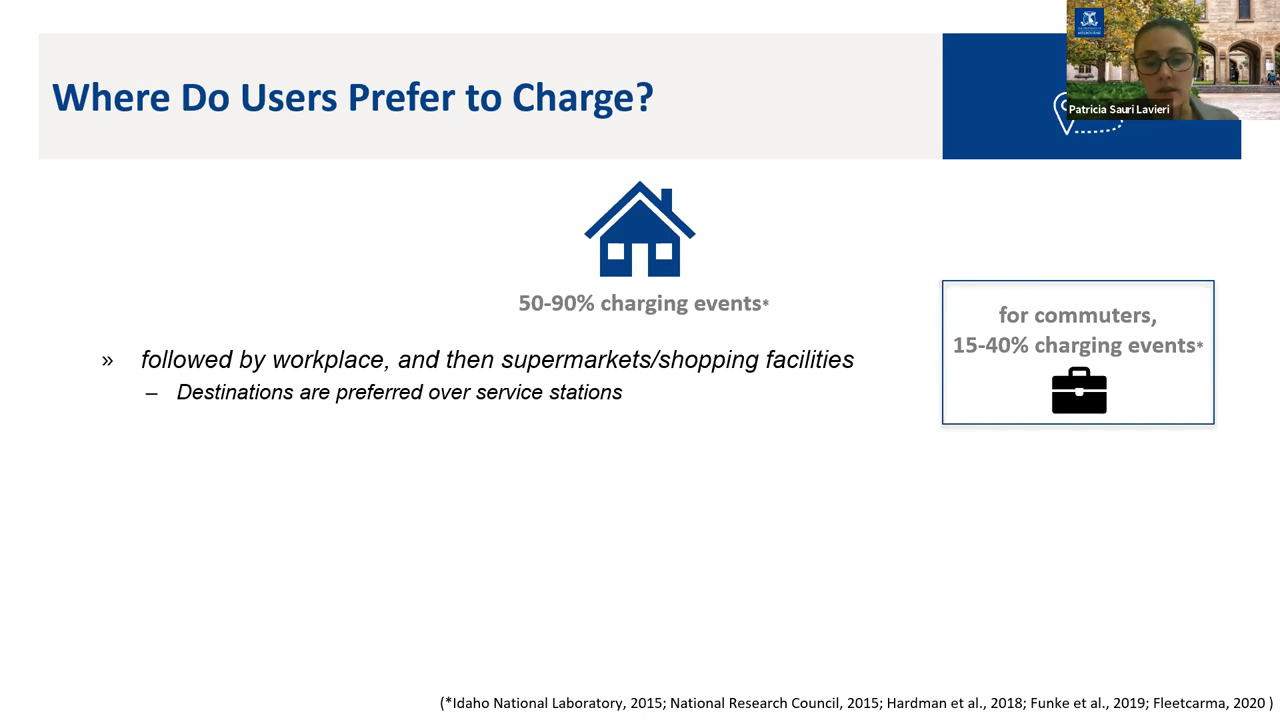 Where Do Users Prefer to Charge?
MELBOURNE
Patricia Sauri Lavieri
50-90% charging events*
for commuters,
15-40% charging events*
» followed by workplace, and then supermarkets/shopping facilities
– Destinations are preferred over service stations
(*Idaho National Laboratory, 2015; National Research Council, 2015; Hardman et al., 2018; Funke et al., 2019; Fleetcarma, 2020 )